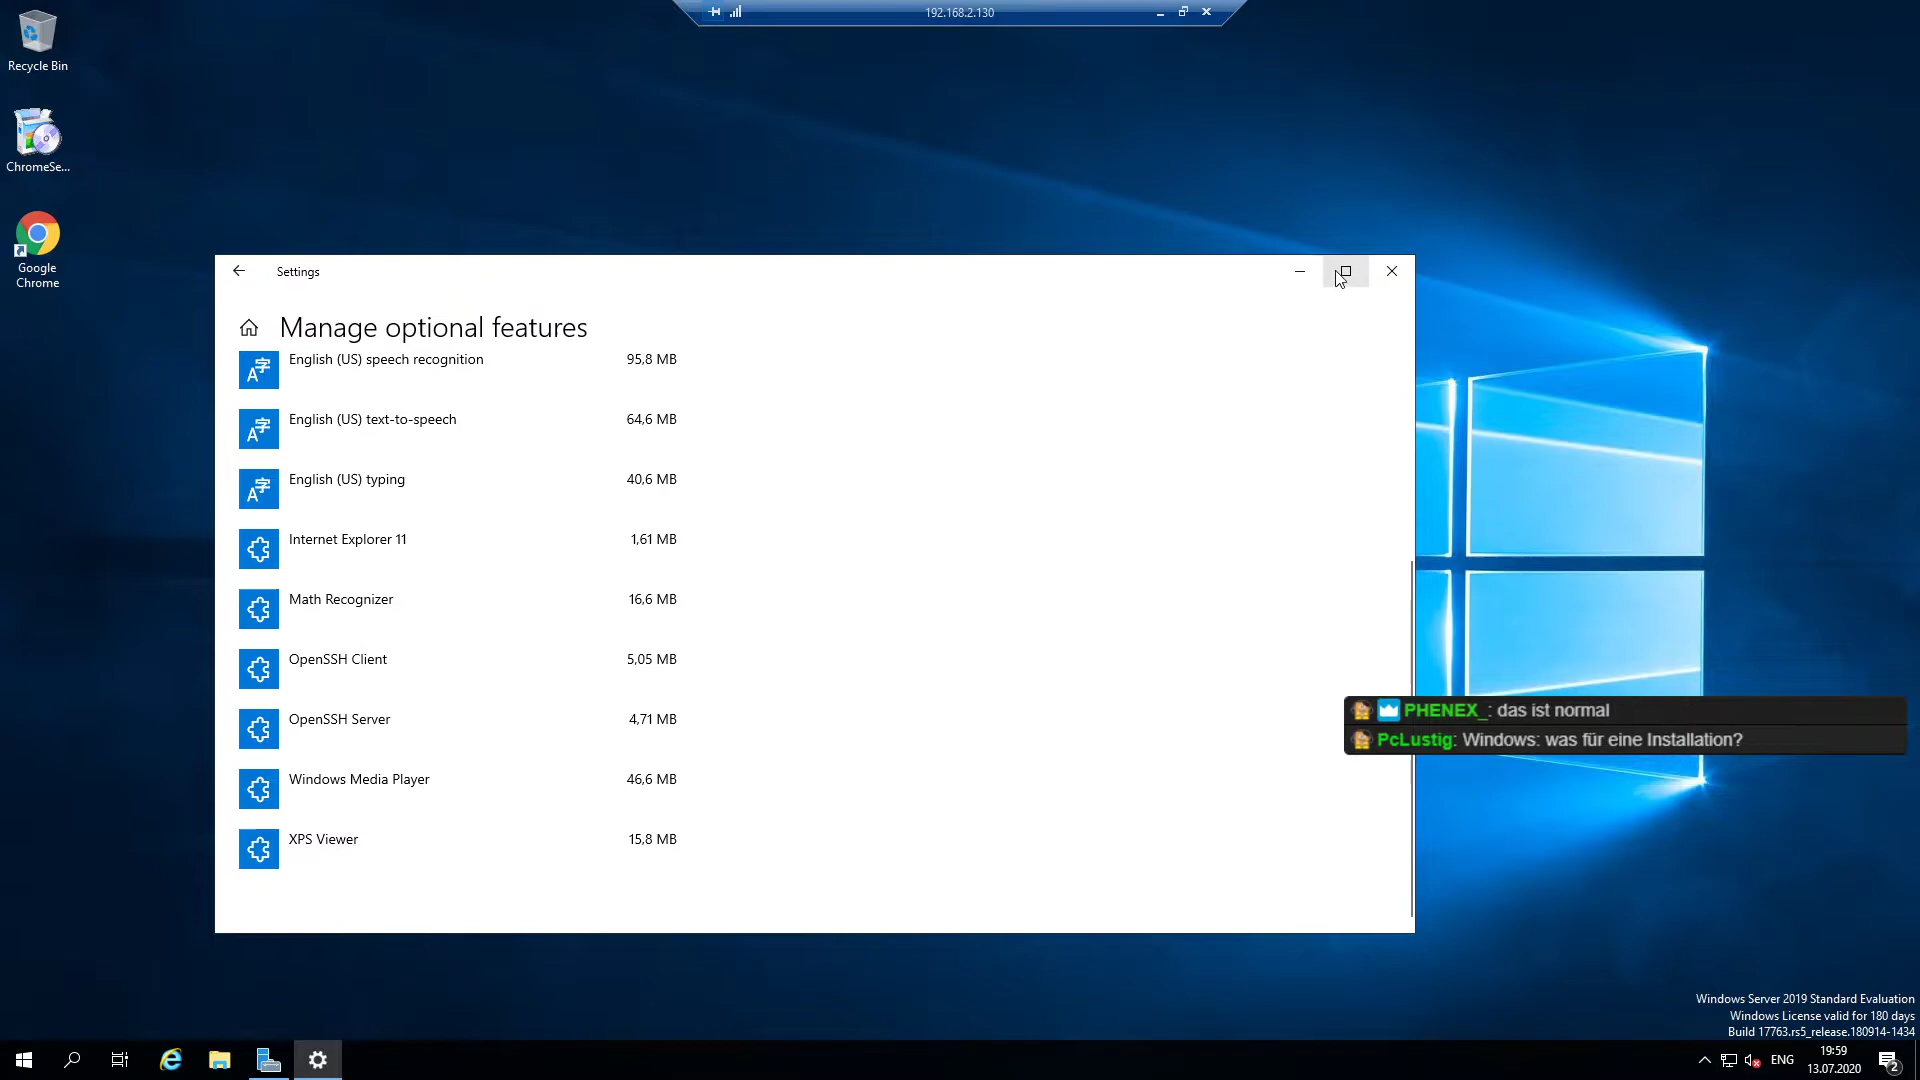 192.168.2.130
Recycle Bin
ChromeSe...
Google
Chrome
Settings
Manage optional features
English (US) speech recognition 95,8 MB
English (US) text-to-speech 64,6 MB
English (US) typing 40,6 MB
Internet Explorer 11 1,61 MB
Math Recognizer 16,6 MB
OpenSSH Client 5,05 MB
OpenSSH Server 4,71 MB
Windows Media Player 46,6 MB
XPS Viewer 15,8 MB
PHENEX_: das ist normal
PcLustig: Windows: was für eine Installation?
Windows Server 2019 Standard Evaluation
Windows License valid for 180 days
Build 17763.rs5_release.180914-1434
ENG
19:59
13.07.2020
2